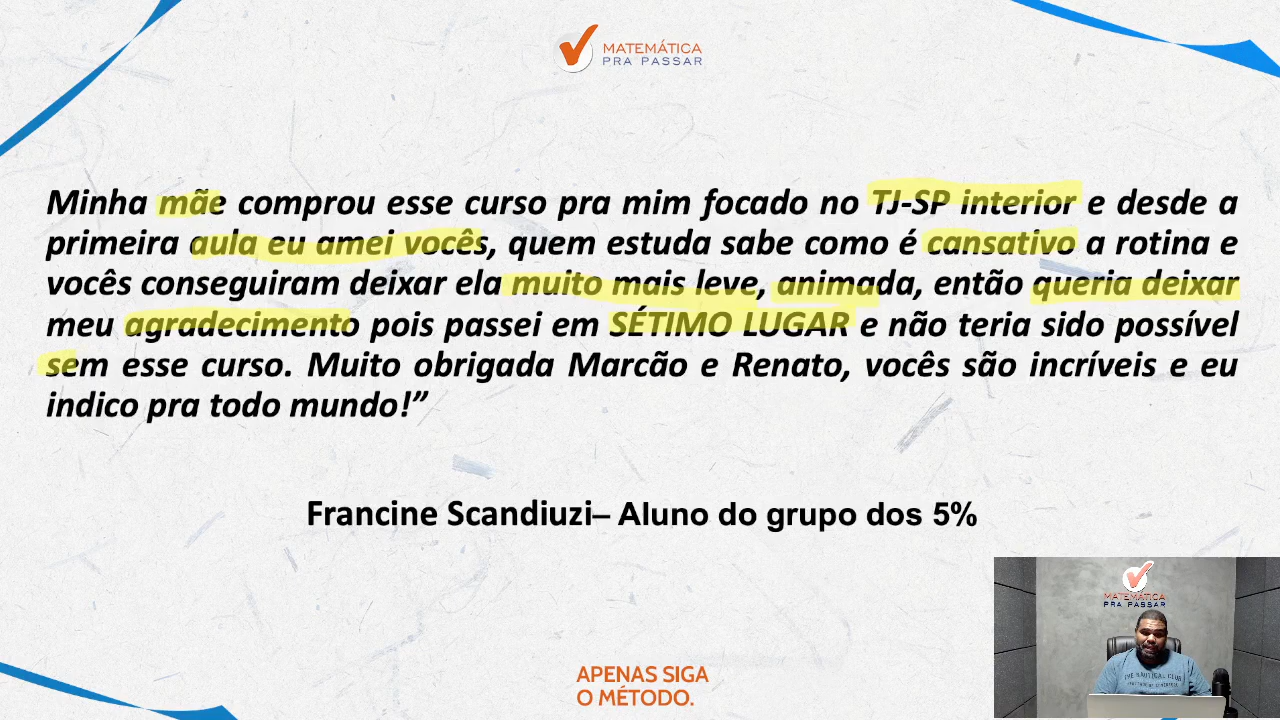 MATEMÁTICA
PRA PASSAR
Minha mãe comprou esse curso pra mim focado no TJ-SP interior e desde a
primeira aula eu amei vocês, quem estuda sabe como é cansativo a rotina e
vocês conseguiram deixar ela muito mais leve, animada, então queria deixar
meu agradecimento pois passei em SÉTIMO LUGAR e não teria sido possível
sem esse curso. Muito obrigada Marcão e Renato, vocês são incríveis e eu
indico pra todo mundo!”
Francine Scandiuzi– Aluno do grupo dos 5%
MATEMÁTICA
PRA PASSAR
THE NAUTICAL CLUB
APENAS SIGA
O MÉTODO.